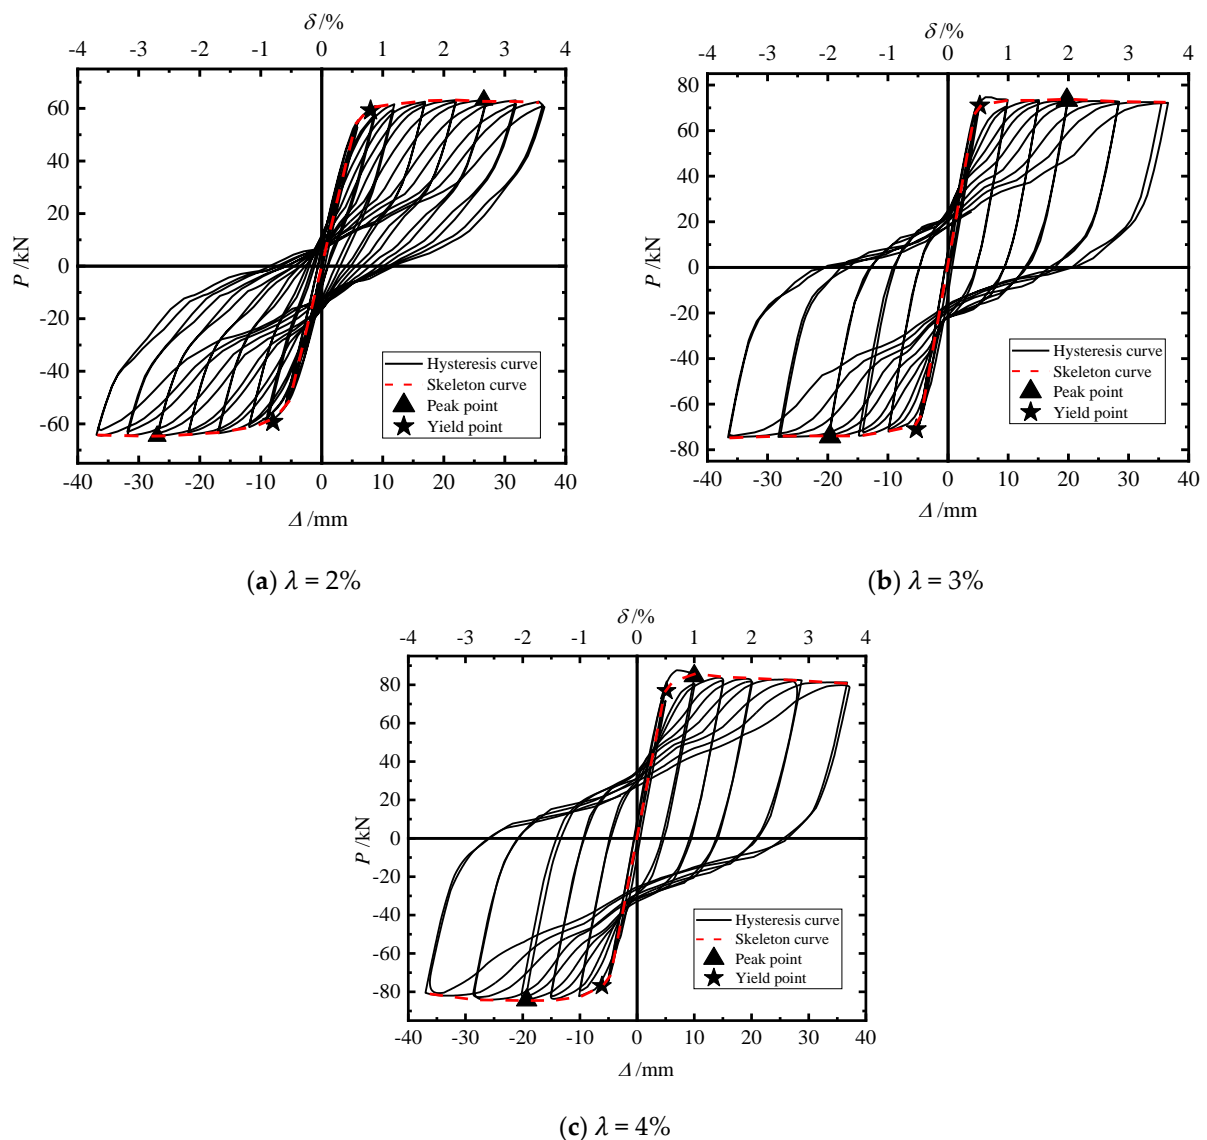 δ/%
-4 -3 -2 -1 0 1 2 3 4
60
40
20
0
-20
-40
-60
P /kN
Hysteresis curve
Skeleton curve
Peak point
Yield point
-40 -30 -20 -10 0 10 20 30 40
Δ /mm
(a) λ = 2%
δ/%
-4 -3 -2 -1 0 1 2 3 4
80
60
40
20
0
-20
-40
-60
-80
P /kN
Hysteresis curve
Skeleton curve
Peak point
Yield point
-40 -30 -20 -10 0 10 20 30 40
Δ /mm
(b) λ = 3%
δ/%
-4 -3 -2 -1 0 1 2 3 4
80
60
40
20
0
-20
-40
-60
-80
P /kN
Hysteresis curve
Skeleton curve
Peak point
Yield point
-40 -30 -20 -10 0 10 20 30 40
Δ /mm
(c) λ = 4%